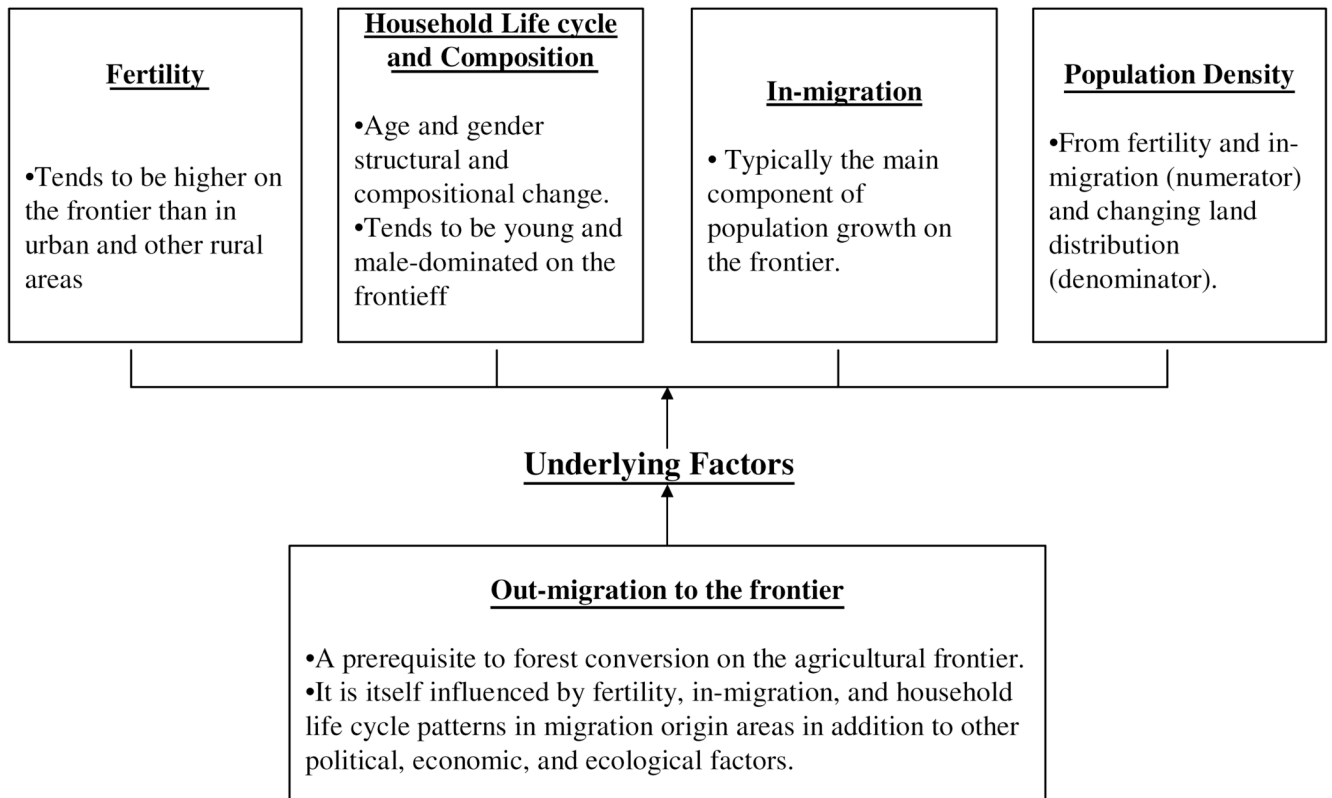 Fertility
•Tends to be higher on
the frontier than in
urban and other rural
areas
Household Life cycle
and Composition
•Age and gender
structural and
compositional change.
•Tends to be young and
male-dominated on the
frontieff
In-migration
• Typically the main
component of
population growth on
the frontier.
Population Density
•From fertility and in-
migration (numerator)
and changing land
distribution
(denominator).
Underlying Factors
Out-migration to the frontier
•A prerequisite to forest conversion on the agricultural frontier.
•It is itself influenced by fertility, in-migration, and household
life cycle patterns in migration origin areas in addition to other
political, economic, and ecological factors.